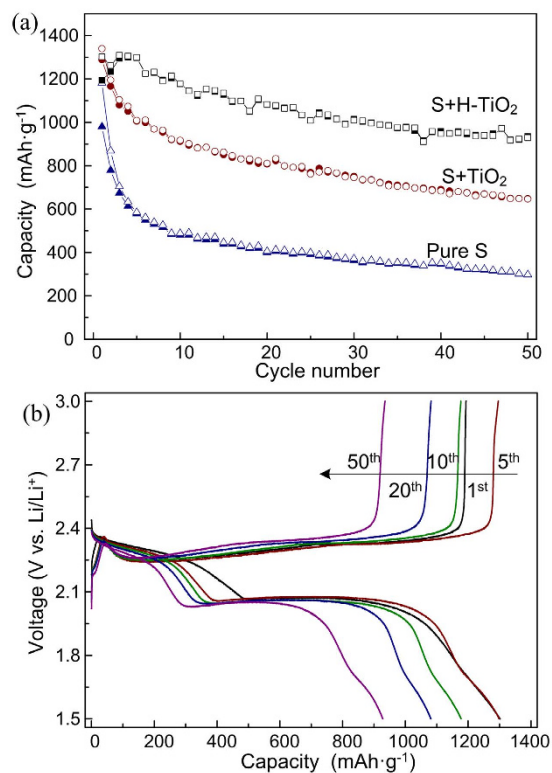 (a)
1400
1200
1000
800
600
400
200
0
Capacity (mAh·g⁻¹)
S+H-TiO₂
S+TiO₂
Pure S
0 10 20 30 40 50
Cycle number
(b)
3.0
2.7
2.4
2.1
1.8
1.5
Voltage (V vs. Li/Li⁺)
50ᵗʰ 10ᵗʰ 5ᵗʰ
20ᵗʰ 1ˢᵗ
0 200 400 600 800 1000 1200 1400
Capacity (mAh·g⁻¹)